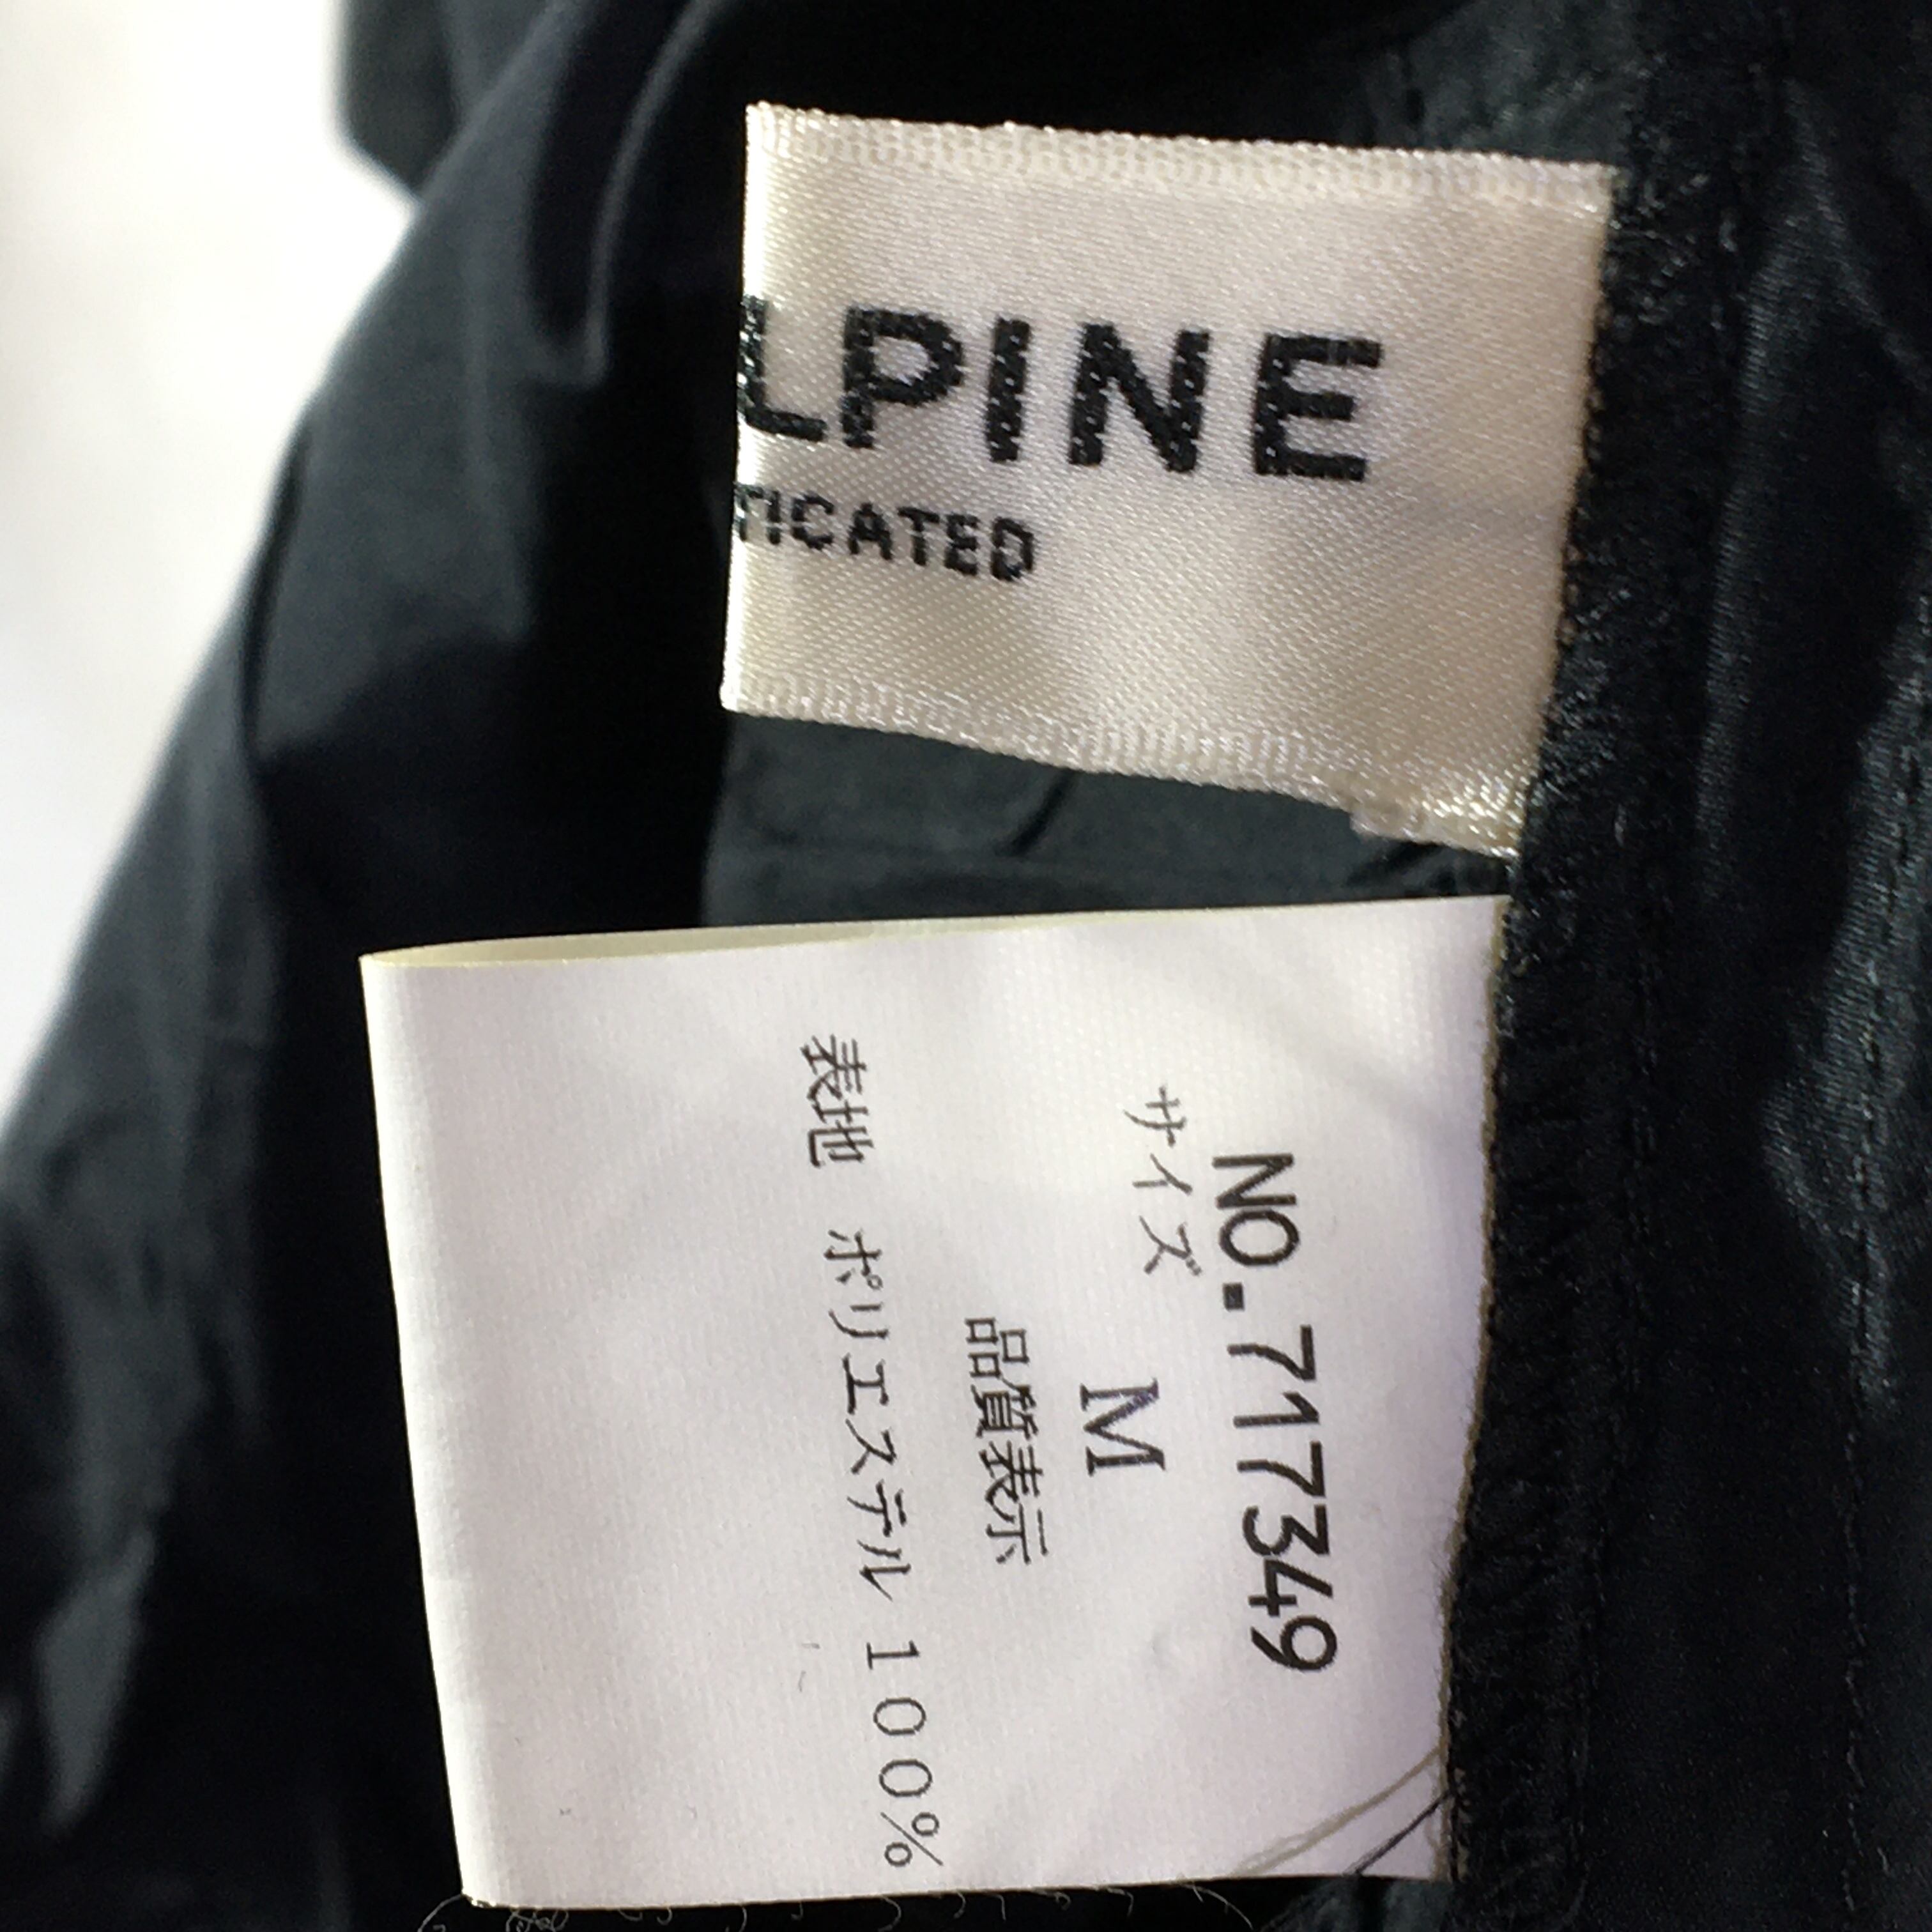 LPINE
TICATED
NO.7177349
サイズ
M
品質表示
表地 ポリエステル 100%